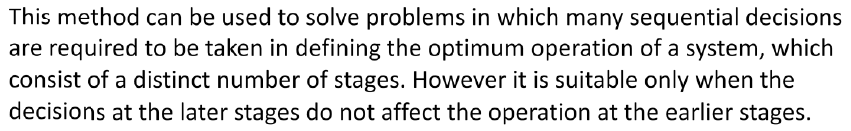 This method can be used to solve problems in which many sequential decisions
are required to be taken in defining the optimum operation of a system, which
consist of a distinct number of stages. However it is suitable only when the
decisions at the later stages do not affect the operation at the earlier stages.